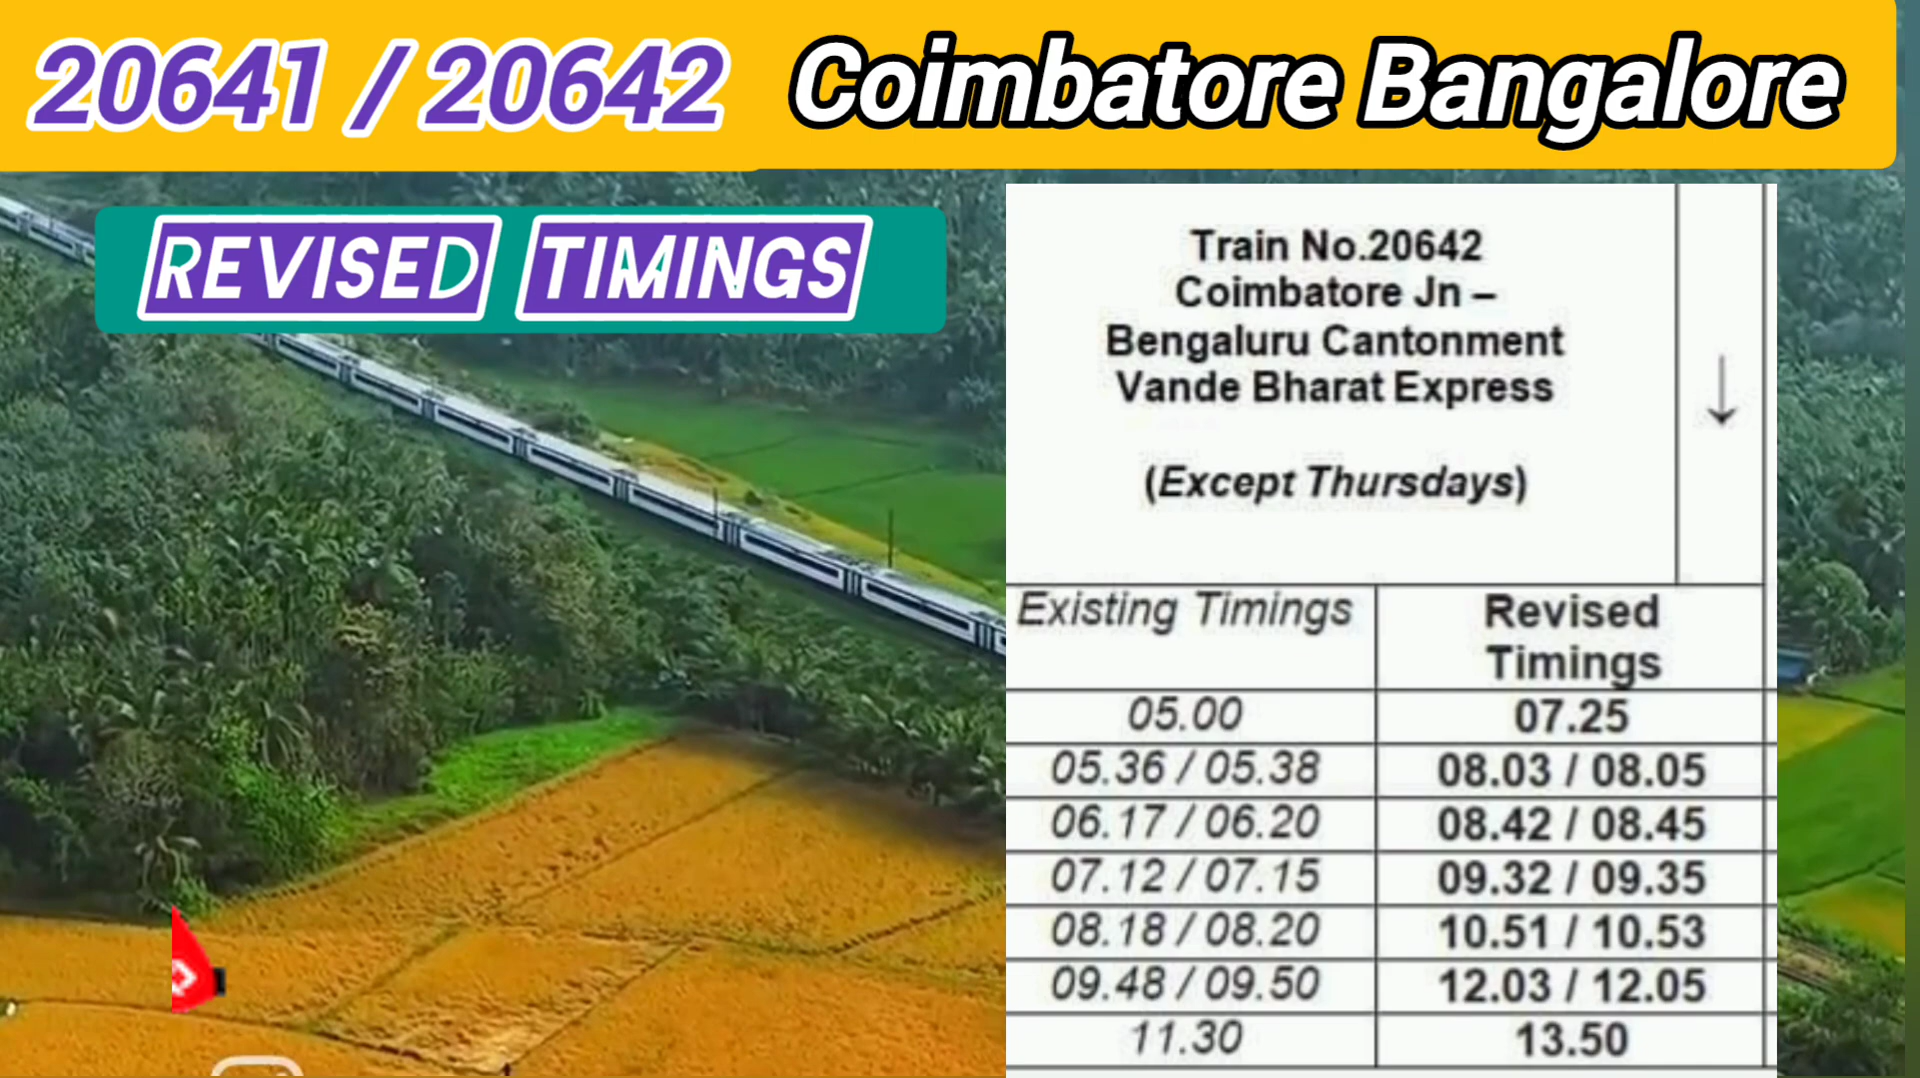 20641 / 20642 Coimbatore Bangalore
REVISED TIMINGS
Train No.20642
Coimbatore Jn –
Bengaluru Cantonment
Vande Bharat Express
(Except Thursdays)
↓
Existing Timings Revised
Timings
05.00 07.25
05.36 / 05.38 08.03 / 08.05
06.17 / 06.20 08.42 / 08.45
07.12 / 07.15 09.32 / 09.35
08.18 / 08.20 10.51 / 10.53
09.48 / 09.50 12.03 / 12.05
11.30 13.50